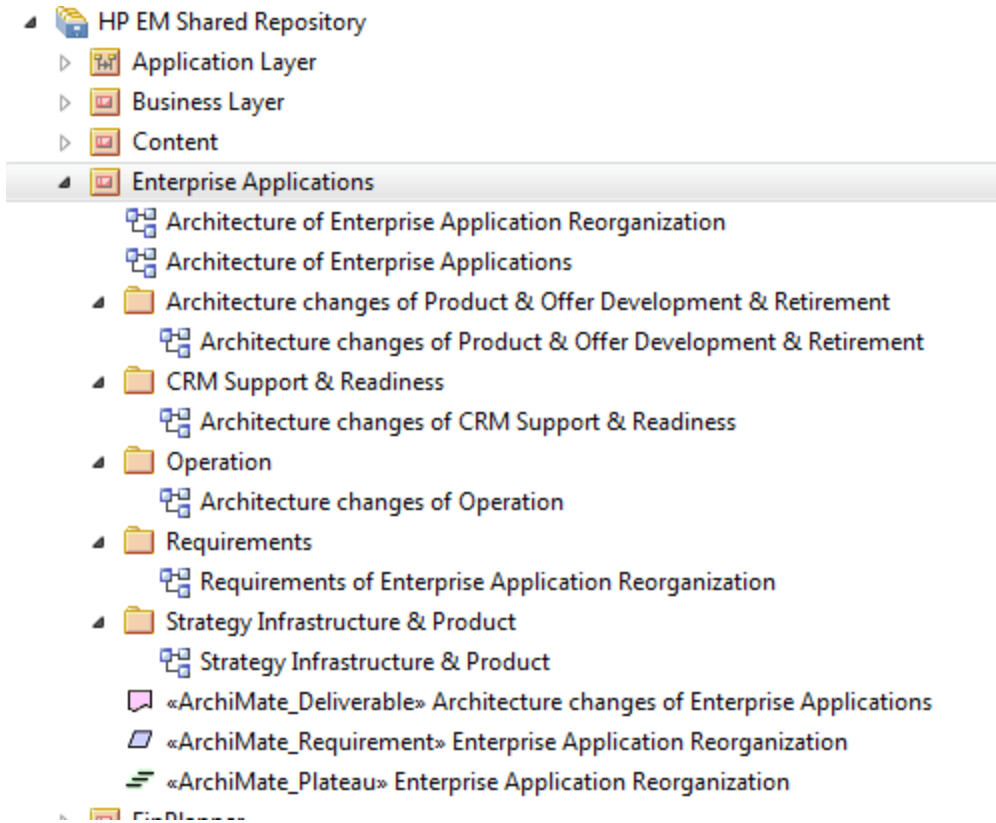 HP EM Shared Repository
Application Layer
Business Layer
Content
Enterprise Applications
Architecture of Enterprise Application Reorganization
Architecture of Enterprise Applications
Architecture changes of Product & Offer Development & Retirement
Architecture changes of Product & Offer Development & Retirement
CRM Support & Readiness
Architecture changes of CRM Support & Readiness
Operation
Architecture changes of Operation
Requirements
Requirements of Enterprise Application Reorganization
Strategy Infrastructure & Product
Strategy Infrastructure & Product
«ArchiMate_Deliverable» Architecture changes of Enterprise Applications
«ArchiMate_Requirement» Enterprise Application Reorganization
«ArchiMate_Plateau» Enterprise Application Reorganization